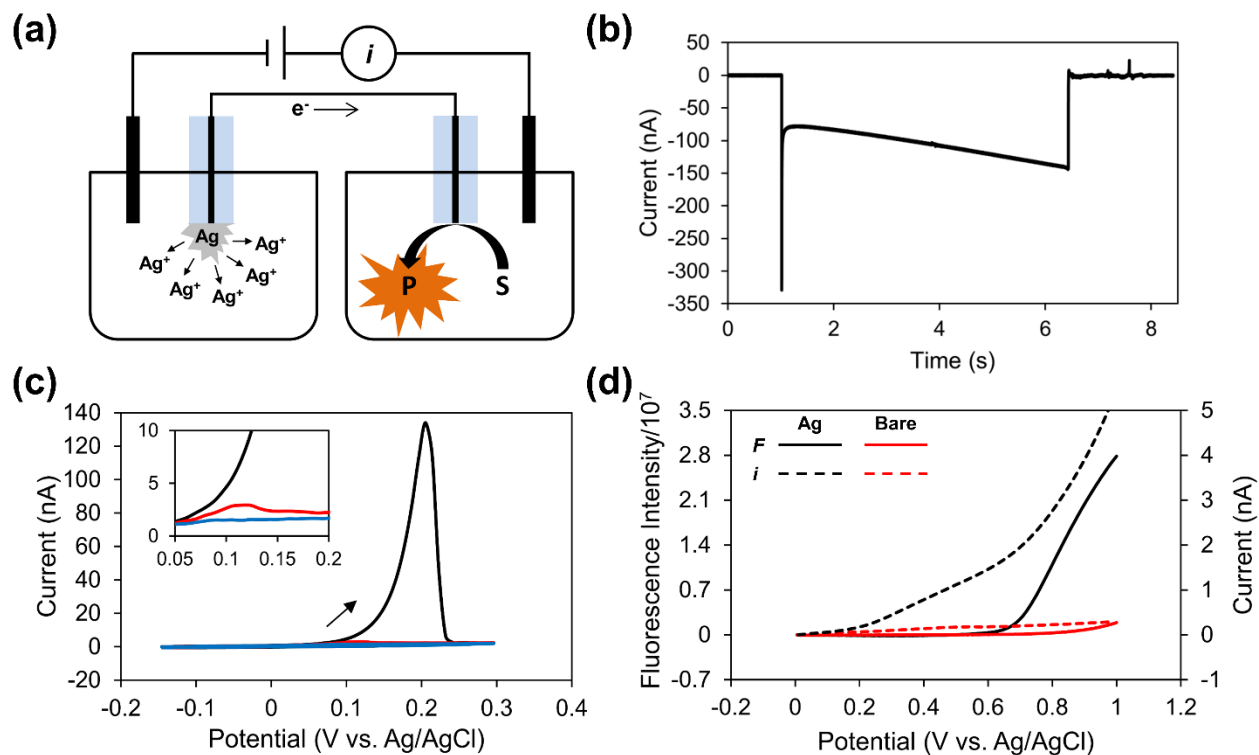 (a)
i
e⁻
Ag
Ag⁺
Ag⁺
Ag⁺
Ag⁺
Ag⁺
Ag⁺
P
S
(b)
Current (nA)
0
-50
-100
-150
-200
-250
-300
-350
0
2
4
6
8
Time (s)
(c)
Current (nA)
140
120
100
80
60
40
20
0
-20
-0.2
-0.1
0
0.1
0.2
0.3
0.4
Potential (V vs. Ag/AgCl)
10
5
0
0.05
0.1
0.15
0.2
(d)
Fluorescence Intensity/10⁷
3.5
2.8
2.1
1.4
0.7
0
-0.7
Ag Bare
F
i
5
4
3
2
1
0
-1
Current (nA)
-0.2
0
0.2
0.4
0.6
0.8
1
1.2
Potential (V vs. Ag/AgCl)